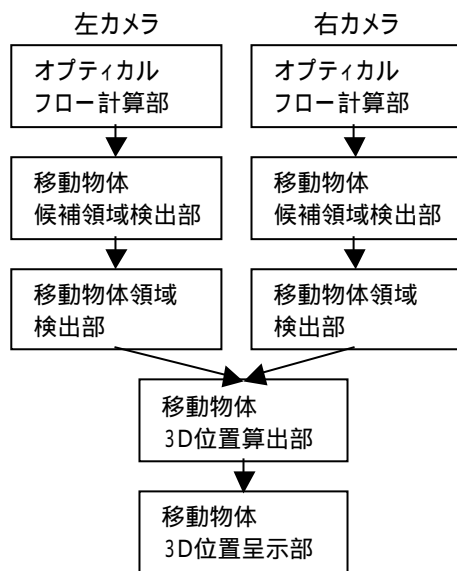 左カメラ
右カメラ
オプティカル
フロー計算部
オプティカル
フロー計算部
移動物体
候補領域検出部
移動物体
候補領域検出部
移動物体領域
検出部
移動物体領域
検出部
移動物体
3D位置算出部
移動物体
3D位置呈示部